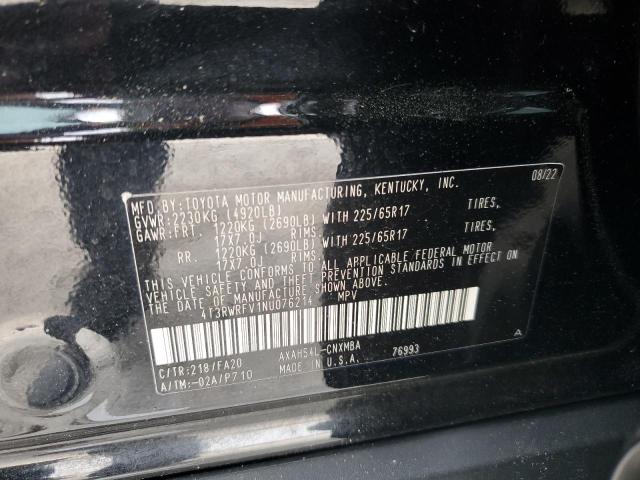 MFD. BY: TOYOTA MOTOR MANUFACTURING, KENTUCKY, INC. 08/22
GVWR: 2230KG (4920LB)
GAWR: FRT. 1220KG (2690LB) WITH 225/65R17 TIRES,
17X7.0J RIMS,
RR. 1220KG (2690LB) WITH 225/65R17 TIRES,
17X7.0J RIMS,
THIS VEHICLE CONFORMS TO ALL APPLICABLE FEDERAL MOTOR
VEHICLE SAFETY AND THEFT PREVENTION STANDARDS IN EFFECT ON
THE DATE OF MANUFACTURE SHOWN ABOVE.
4T3RWRFV1NU076214 MPV
C/TR: 218/FA20 AXAH54L-CNXMBA 76993 A
A/TM: -02A/P710 MADE IN U.S.A.